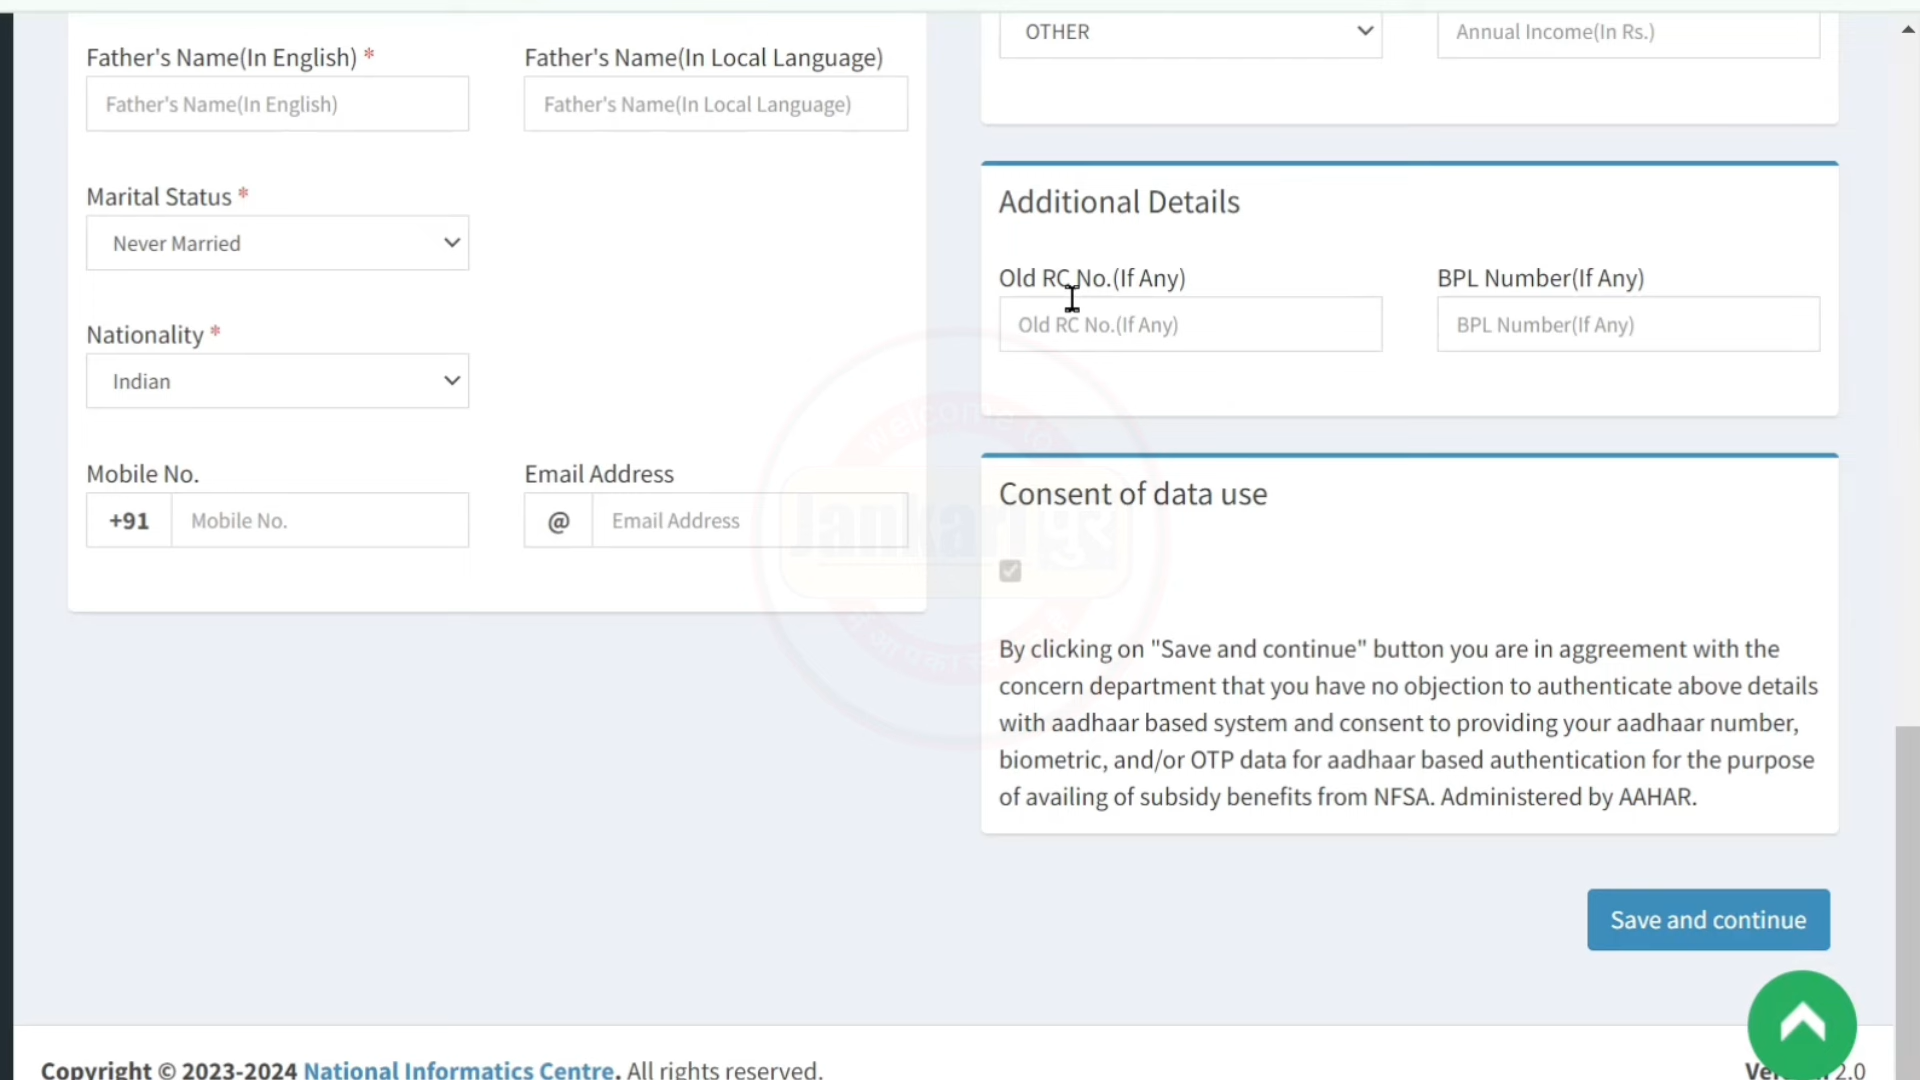 Father's Name(In English) *
Father's Name(In Local Language)
Father's Name(In English)
Father's Name(In Local Language)
Marital Status *
Never Married
Nationality *
Indian
Mobile No.
Email Address
+91
Mobile No.
@
Email Address
OTHER
Annual Income(In Rs.)
Additional Details
Old RC No.(If Any)
BPL Number(If Any)
Old RC No.(If Any)
BPL Number(If Any)
Consent of data use
By clicking on "Save and continue" button you are in aggreement with the
concern department that you have no objection to authenticate above details
with aadhaar based system and consent to providing your aadhaar number,
biometric, and/or OTP data for aadhaar based authentication for the purpose
of availing of subsidy benefits from NFSA. Administered by AAHAR.
Save and continue
welcome to
Jankari पुर
Copyright © 2023-2024 National Informatics Centre. All rights reserved.
2.0